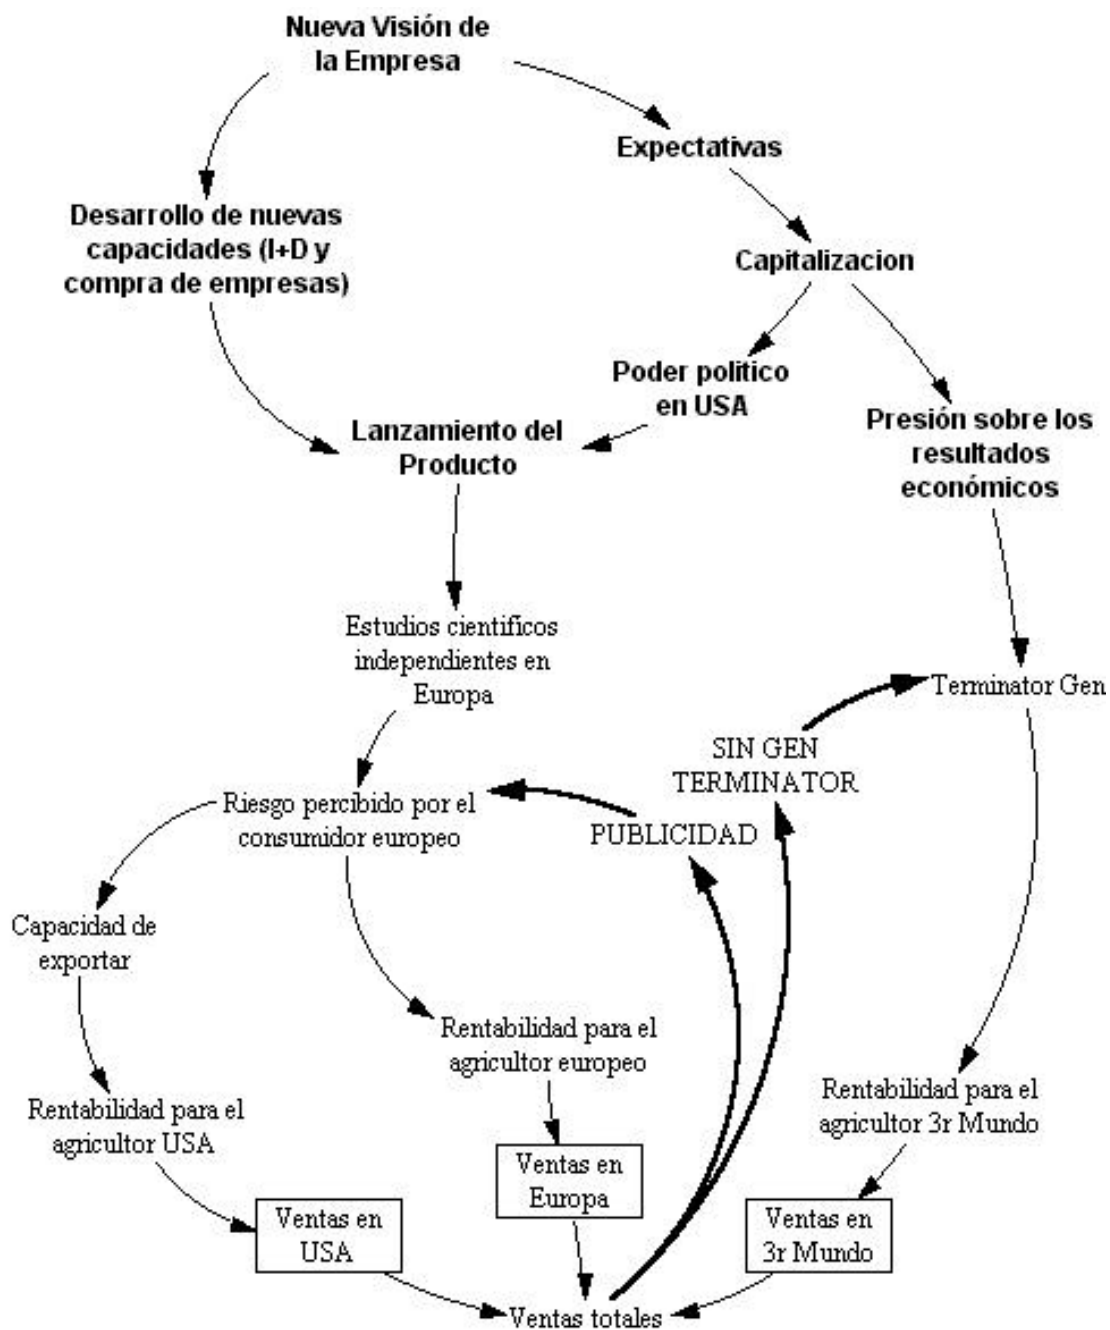 Nueva Visión de
la Empresa
Expectativas
Desarrollo de nuevas
capacidades (I+D y
compra de empresas)
Capitalizacion
Poder politico
en USA
Presión sobre los
resultados
económicos
Lanzamiento del
Producto
Estudios cientificos
independientes en
Europa
Terminator Gen
SIN GEN
TERMINATOR
Riesgo percibido por el
consumidor europeo
PUBLICIDAD
Capacidad de
exportar
Rentabilidad para el
agricultor europeo
Rentabilidad para el
agricultor USA
Rentabilidad para el
agricultor 3r Mundo
Ventas en
Europa
Ventas en
USA
Ventas en
3r Mundo
Ventas totales